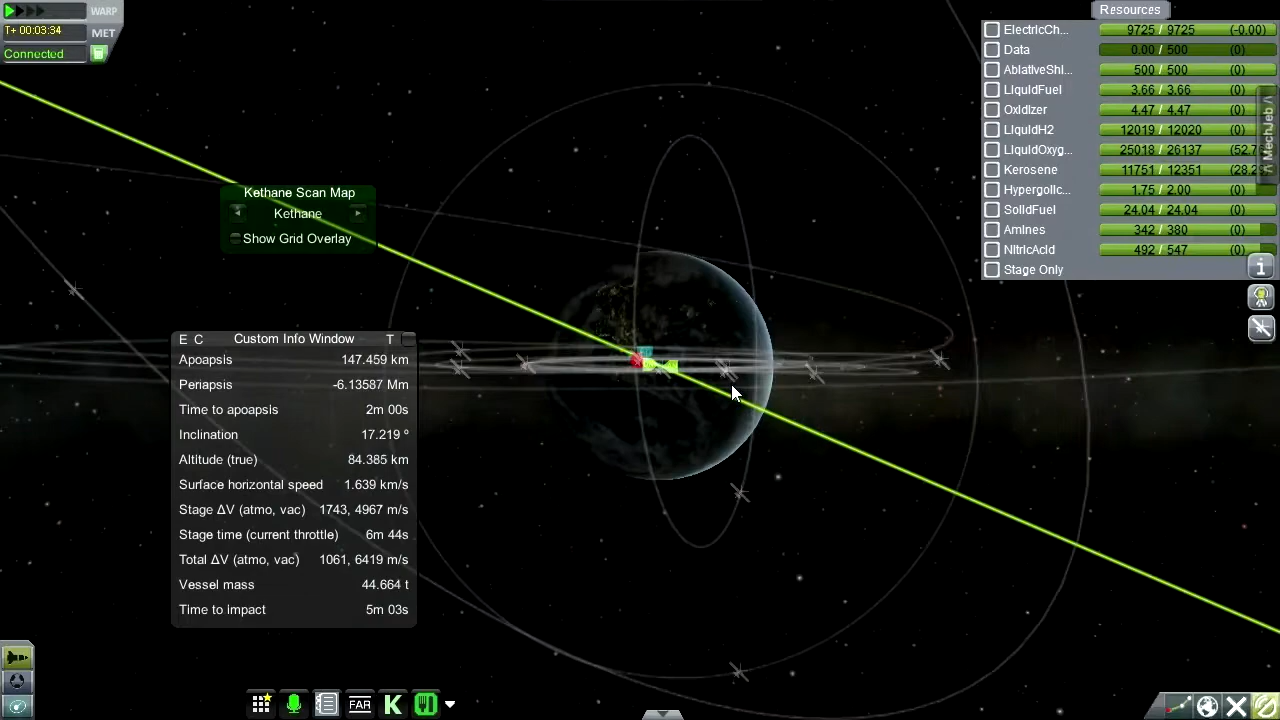 WARP
T+ 00:03:34 MET
Connected
Resources
ElectricCh... 9725 / 9725 (-0.00)
Data 0.00 / 500 (0)
AblativeShi... 500 / 500 (0)
LiquidFuel 3.66 / 3.66 (0)
Oxidizer 4.47 / 4.47 (0)
LiquidH2 12019 / 12020 (0)
LiquidOxyg... 25018 / 26137 (52.7
Kerosene 11751 / 12351 (28.2
Hypergolic... 1.75 / 2.00 (0)
SolidFuel 24.04 / 24.04 (0)
Amines 342 / 380 (0)
NitricAcid 492 / 547 (0)
Stage Only
MechJeb
Kethane Scan Map
Kethane
Show Grid Overlay
E C Custom Info Window T
Apoapsis 147.459 km
Periapsis -6.13587 Mm
Time to apoapsis 2m 00s
Inclination 17.219 º
Altitude (true) 84.385 km
Surface horizontal speed 1.639 km/s
Stage ΔV (atmo, vac) 1743, 4967 m/s
Stage time (current throttle) 6m 44s
Total ΔV (atmo, vac) 1061, 6419 m/s
Vessel mass 44.664 t
Time to impact 5m 03s
FAR K